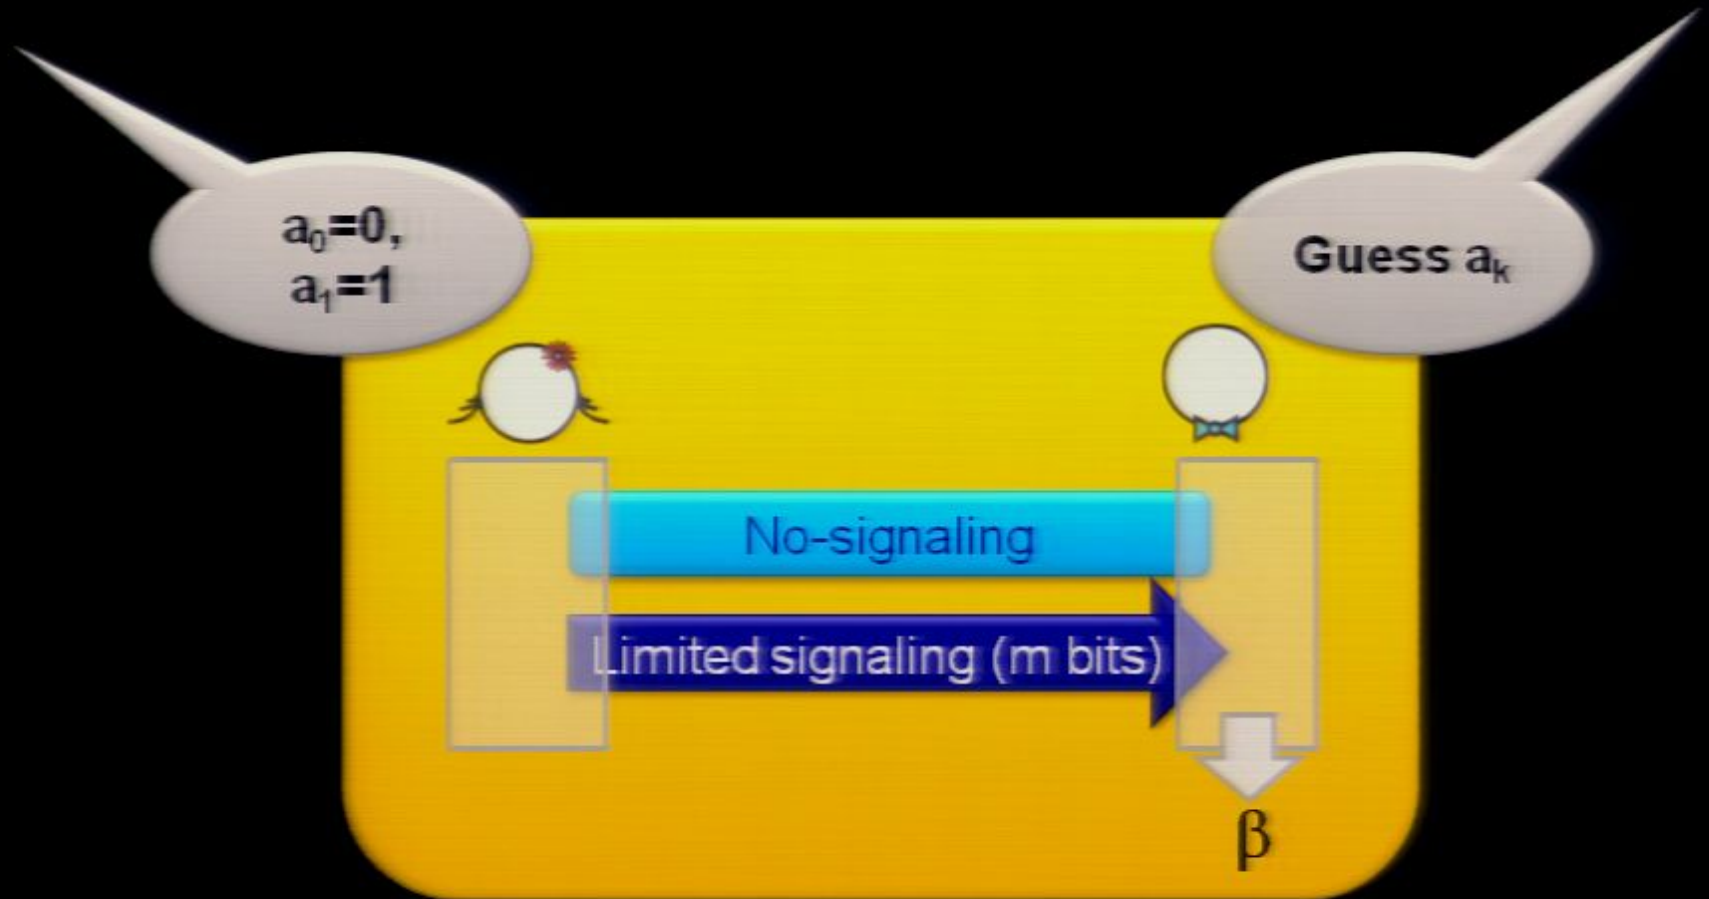 a₀=0,
a₁=1
Guess aₖ
No-signaling
Limited signaling (m bits)
β